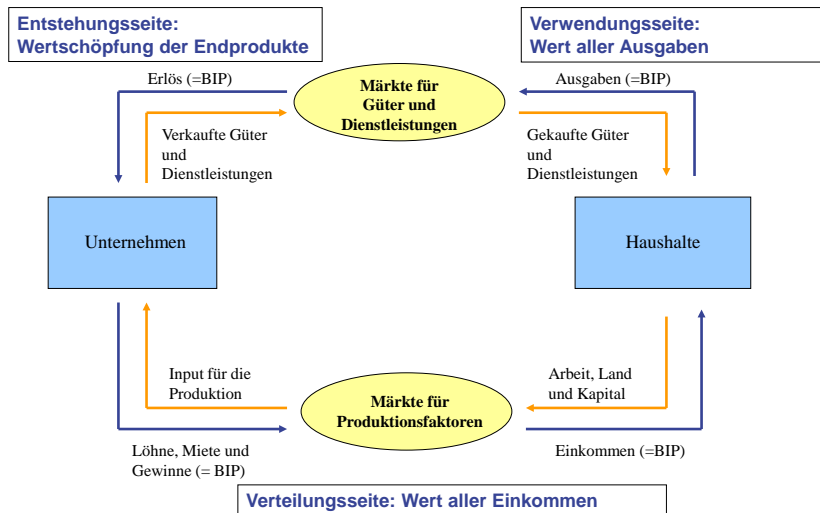 Entstehungsseite:
Wertschöpfung der Endprodukte
Verwendungsseite:
Wert aller Ausgaben
Erlös (=BIP)
Märkte für
Güter und
Dienstleistungen
Ausgaben (=BIP)
Verkaufte Güter
und
Dienstleistungen
Gekaufte Güter
und
Dienstleistungen
Unternehmen
Haushalte
Input für die
Produktion
Märkte für
Produktionsfaktoren
Arbeit, Land
und Kapital
Löhne, Miete und
Gewinne (= BIP)
Einkommen (=BIP)
Verteilungsseite: Wert aller Einkommen